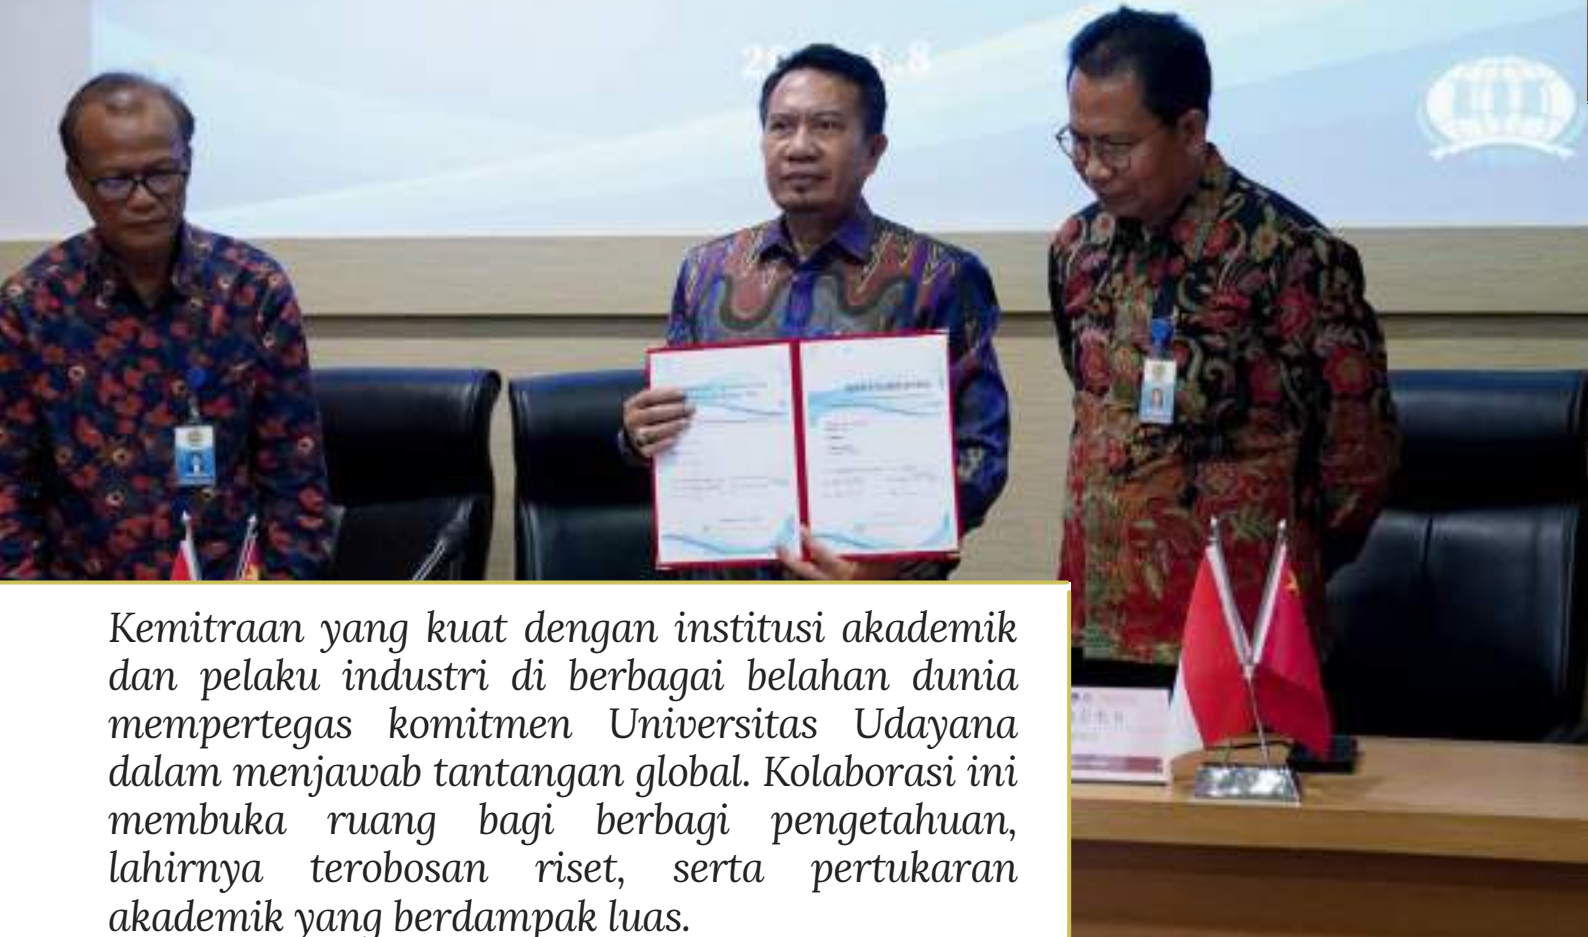 Kemitraan yang kuat dengan institusi akademik
dan pelaku industri di berbagai belahan dunia
mempertegas komitmen Universitas Udayana
dalam menjawab tantangan global. Kolaborasi ini
membuka ruang bagi berbagi pengetahuan,
lahirnya terobosan riset, serta pertukaran
akademik yang berdampak luas.